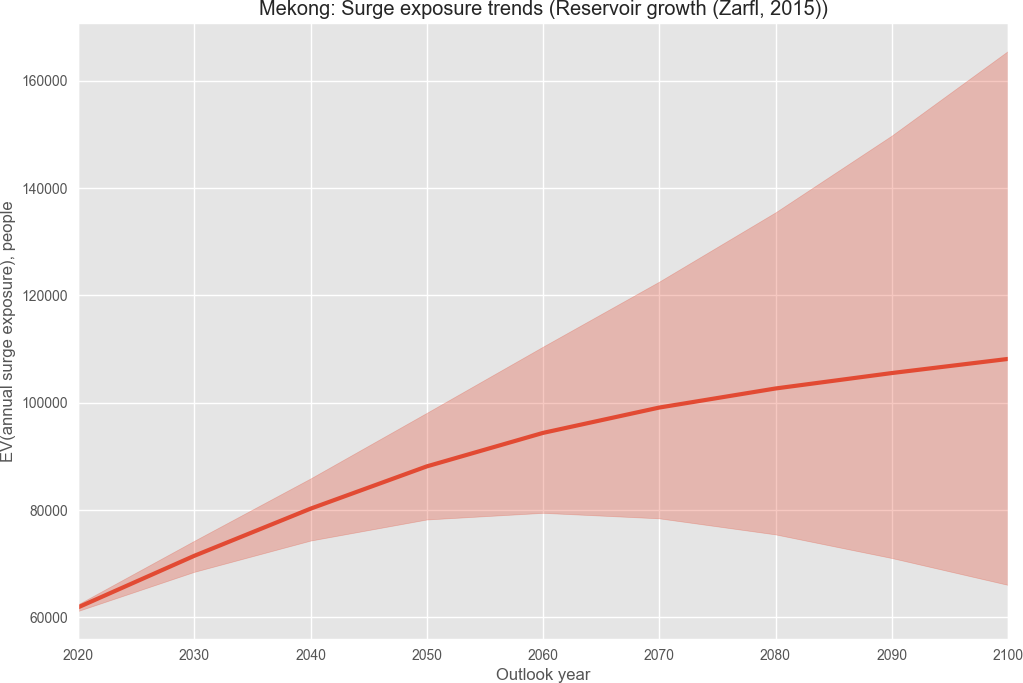 Mekong: Surge exposure trends (Reservoir growth (Zarfl, 2015))
EV(annual surge exposure), people
160000
140000
120000
100000
80000
60000
2020 2030 2040 2050 2060 2070 2080 2090 2100
Outlook year